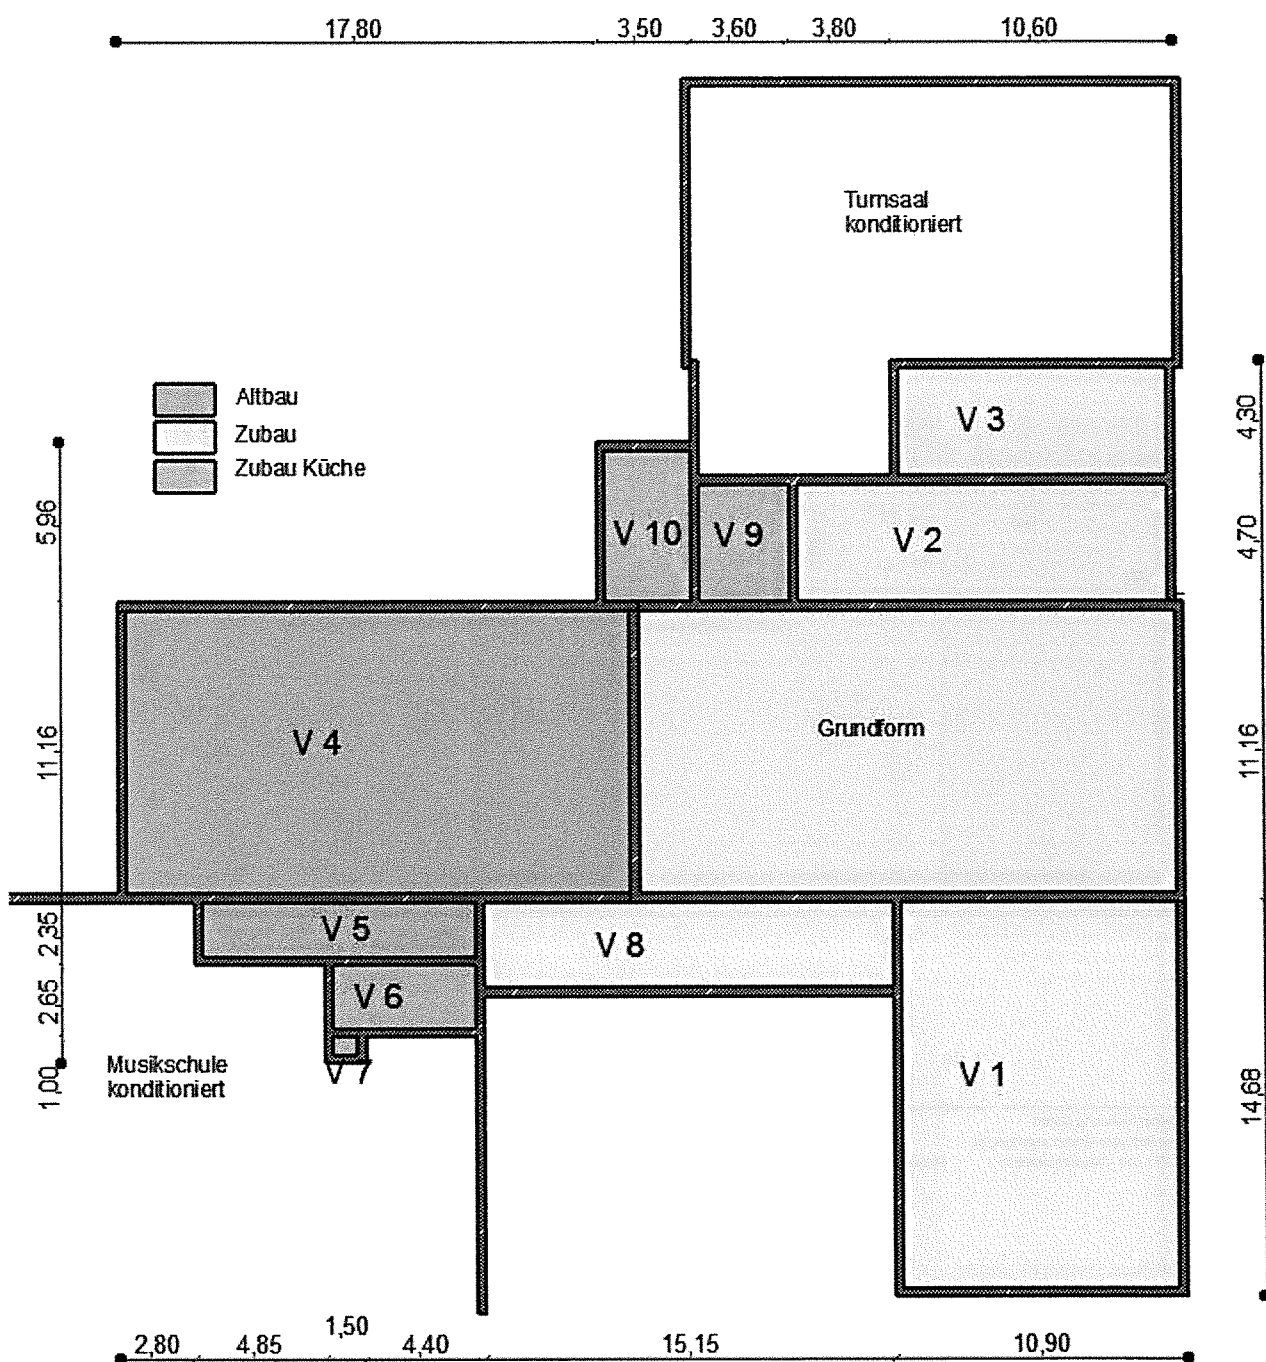 17,80 3,50 3,60 3,80 10,60
Turnsaal
konditioniert
Altbau
Zubau
Zubau Küche
V 3
4,30
5,96
V 10 V 9 V 2
4,70
V 4
Grundform
11,16
11,16
V 5
2,35
V 8
V 6
2,65
Musikschule
konditioniert
V 7
1,00
V 1
14,68
1,50
2,80 4,85 4,40 15,15 10,90